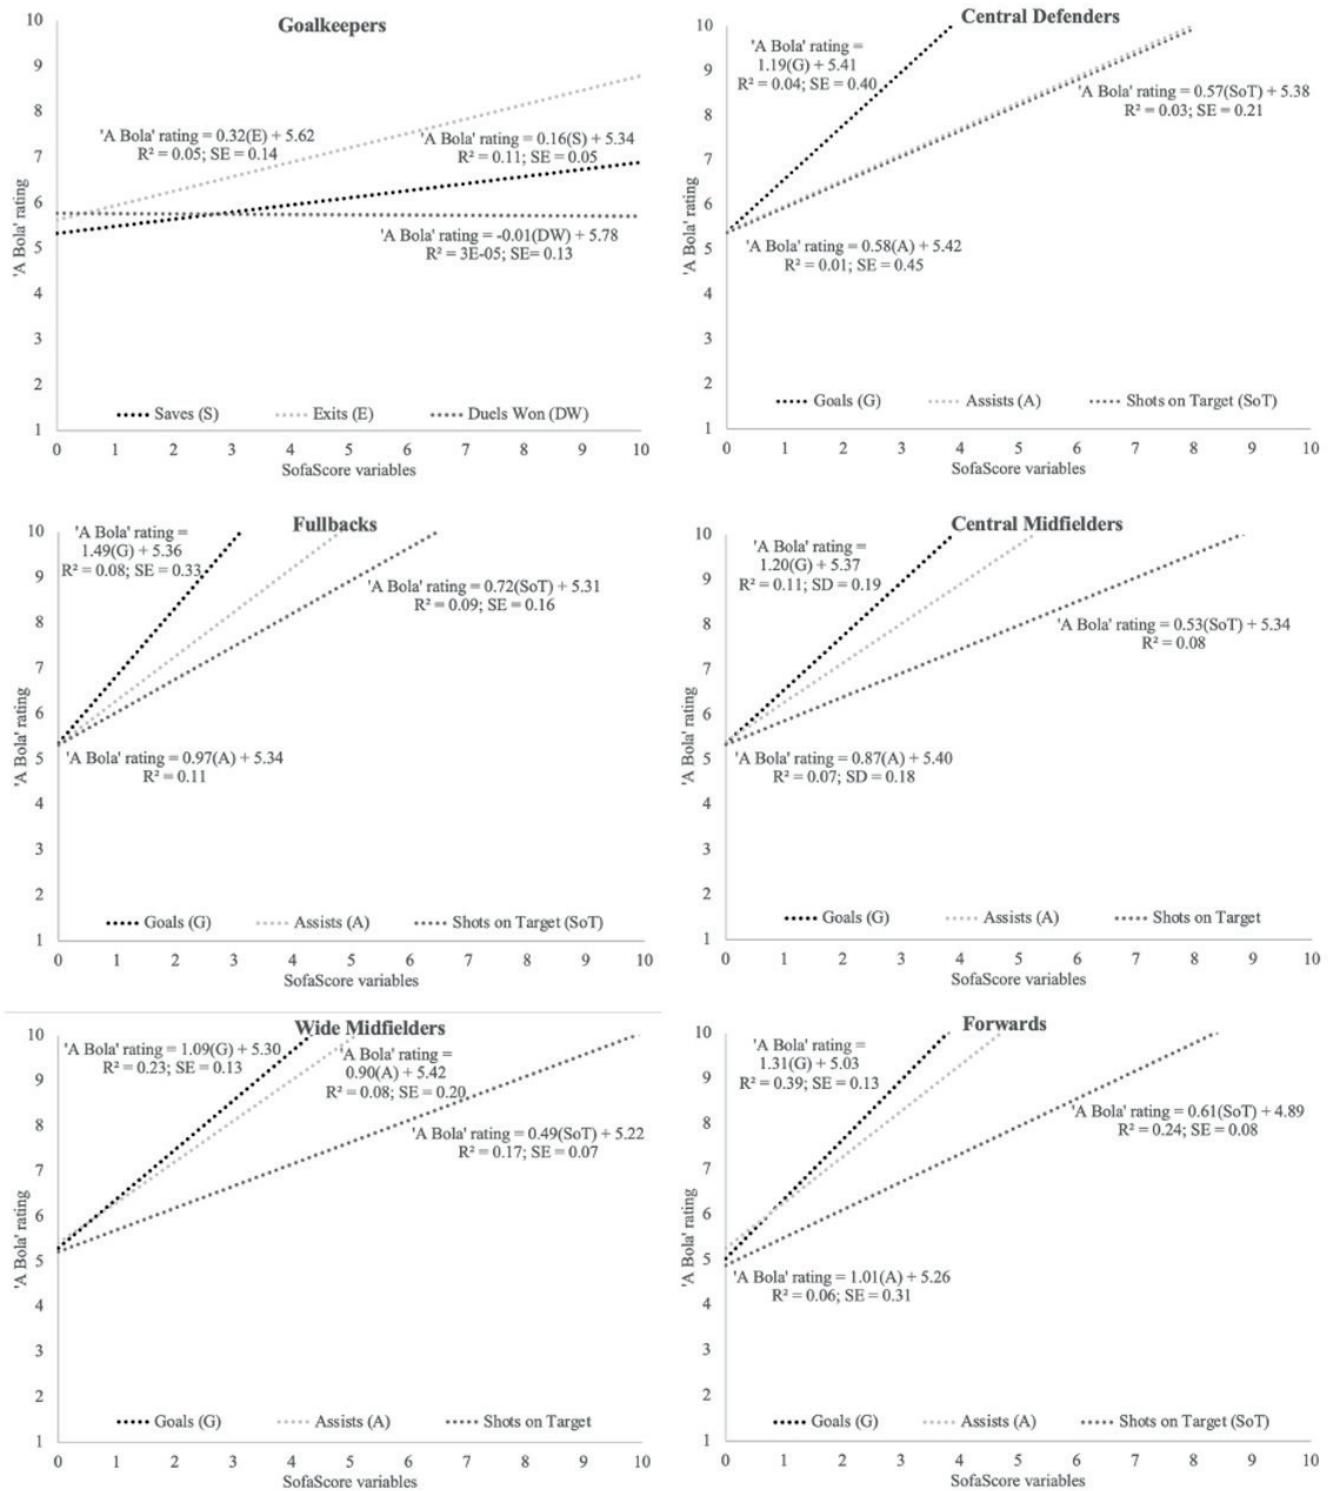 Goalkeepers
10
9
8
7
6
5
4
3
2
1
'A Bola' rating
'A Bola' rating = 0.32(E) + 5.62
R² = 0.05; SE = 0.14
'A Bola' rating = 0.16(S) + 5.34
R² = 0.11; SE = 0.05
'A Bola' rating = -0.01(DW) + 5.78
R² = 3E-05; SE= 0.13
Saves (S) Exits (E) Duels Won (DW)
0 1 2 3 4 5 6 7 8 9 10
SofaScore variables
Central Defenders
10
9
8
7
6
5
4
3
2
1
'A Bola' rating
'A Bola' rating =
1.19(G) + 5.41
R² = 0.04; SE = 0.40
'A Bola' rating = 0.57(SoT) + 5.38
R² = 0.03; SE = 0.21
'A Bola' rating = 0.58(A) + 5.42
R² = 0.01; SE = 0.45
Goals (G) Assists (A) Shots on Target (SoT)
0 1 2 3 4 5 6 7 8 9 10
SofaScore variables
Fullbacks
10
9
8
7
6
5
4
3
2
1
'A Bola' rating
'A Bola' rating =
1.49(G) + 5.36
R² = 0.08; SE = 0.33
'A Bola' rating = 0.72(SoT) + 5.31
R² = 0.09; SE = 0.16
'A Bola' rating = 0.97(A) + 5.34
R² = 0.11
Goals (G) Assists (A) Shots on Target (SoT)
0 1 2 3 4 5 6 7 8 9 10
SofaScore variables
Central Midfielders
10
9
8
7
6
5
4
3
2
1
'A Bola' rating
'A Bola' rating =
1.20(G) + 5.37
R² = 0.11; SD = 0.19
'A Bola' rating = 0.53(SoT) + 5.34
R² = 0.08
'A Bola' rating = 0.87(A) + 5.40
R² = 0.07; SD = 0.18
Goals (G) Assists (A) Shots on Target
0 1 2 3 4 5 6 7 8 9 10
SofaScore variables
Wide Midfielders
10
9
8
7
6
5
4
3
2
1
'A Bola' rating
'A Bola' rating = 1.09(G) + 5.30
R² = 0.23; SE = 0.13
'A Bola' rating =
0.90(A) + 5.42
R² = 0.08; SE = 0.20
'A Bola' rating = 0.49(SoT) + 5.22
R² = 0.17; SE = 0.07
Goals (G) Assists (A) Shots on Target
0 1 2 3 4 5 6 7 8 9 10
SofaScore variables
Forwards
10
9
8
7
6
5
4
3
2
1
'A Bola' rating
'A Bola' rating =
1.31(G) + 5.03
R² = 0.39; SE = 0.13
'A Bola' rating = 0.61(SoT) + 4.89
R² = 0.24; SE = 0.08
'A Bola' rating = 1.01(A) + 5.26
R² = 0.06; SE = 0.31
Goals (G) Assists (A) Shots on Target (SoT)
0 1 2 3 4 5 6 7 8 9 10
SofaScore variables